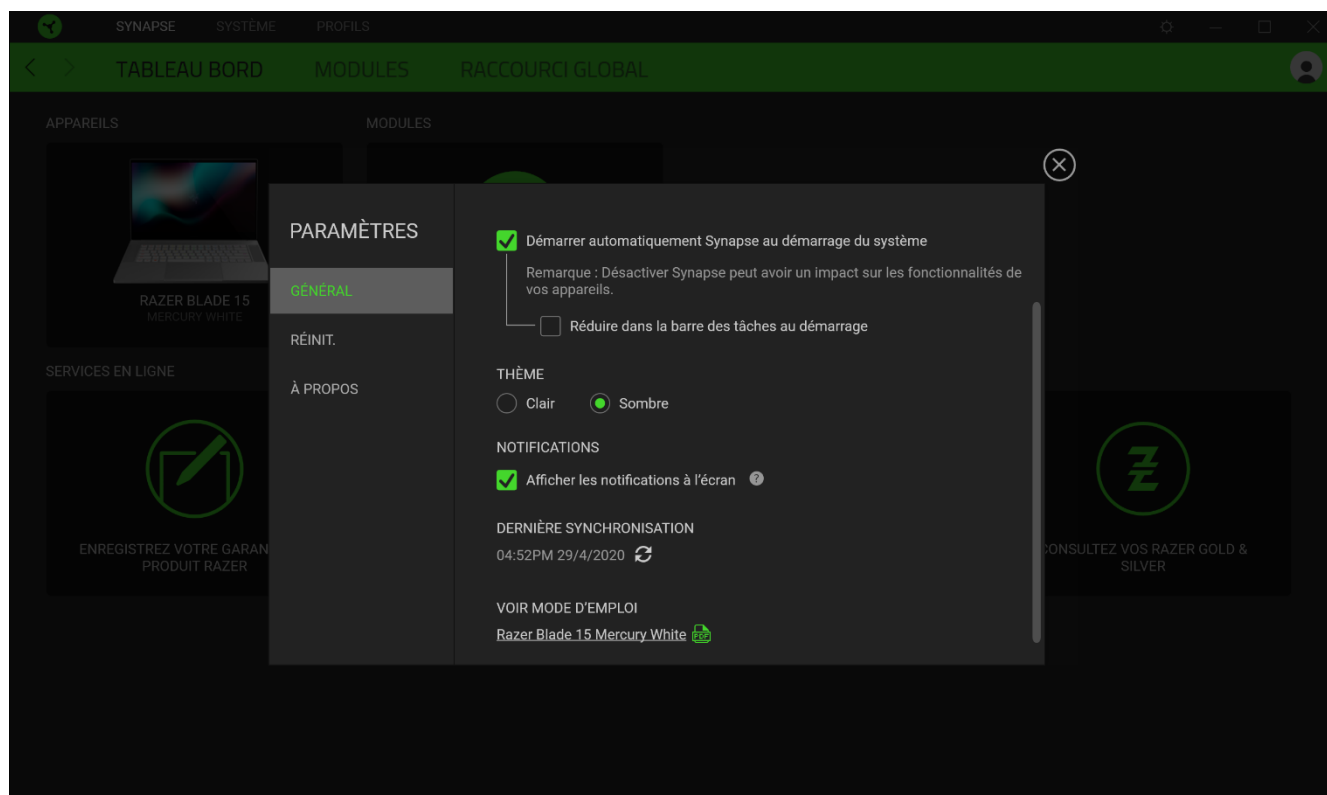 SYNAPSE SYSTÈME PROFILS
TABLEAU BORD MODULES RACCOURCI GLOBAL
APPAREILS
MODULES
RAZER BLADE 15
MERCURY WHITE
SERVICES EN LIGNE
ENREGISTREZ VOTRE GARAN
PRODUIT RAZER
PARAMÈTRES
GÉNÉRAL
RÉINIT.
À PROPOS
Démarrer automatiquement Synapse au démarrage du système
Remarque : Désactiver Synapse peut avoir un impact sur les fonctionnalités de
vos appareils.
Réduire dans la barre des tâches au démarrage
THÈME
Clair Sombre
NOTIFICATIONS
Afficher les notifications à l'écran ?
DERNIÈRE SYNCHRONISATION
04:52PM 29/4/2020
VOIR MODE D'EMPLOI
Razer Blade 15 Mercury White PDF
CONSULTEZ VOS RAZER GOLD &
SILVER